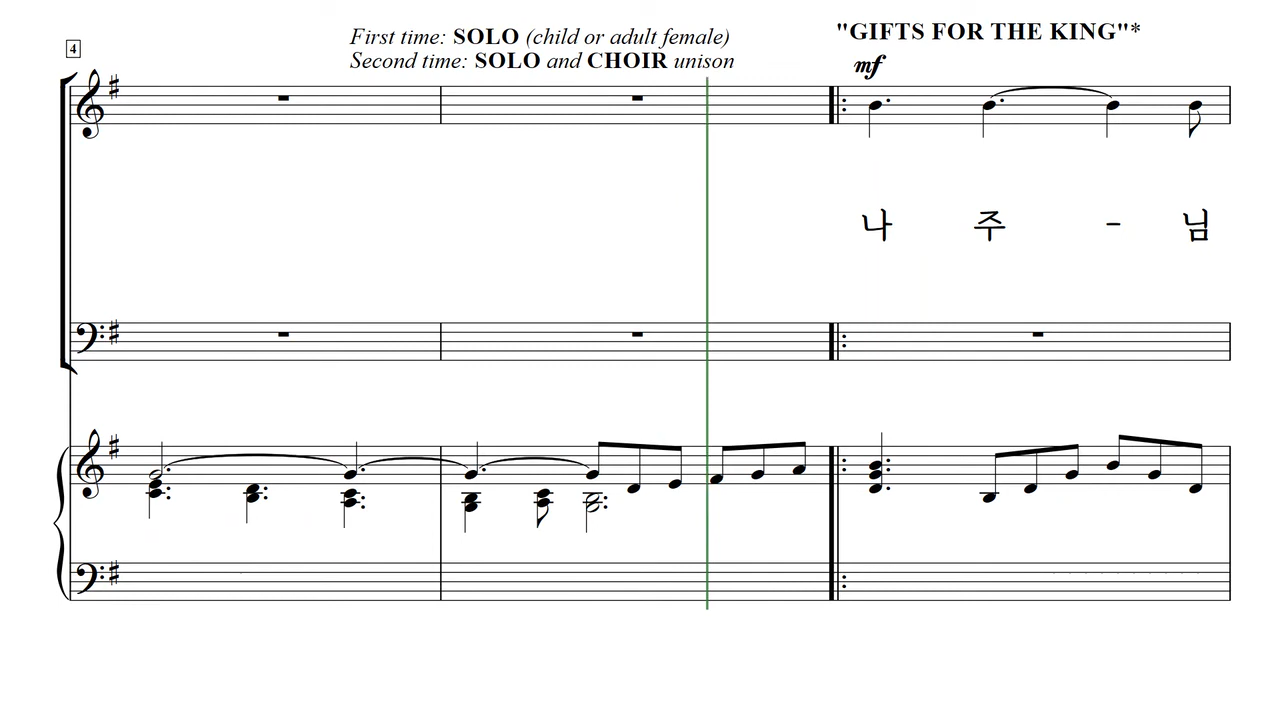 4
First time: SOLO (child or adult female)
Second time: SOLO and CHOIR unison
"GIFTS FOR THE KING"*
mf
나 주 - 님